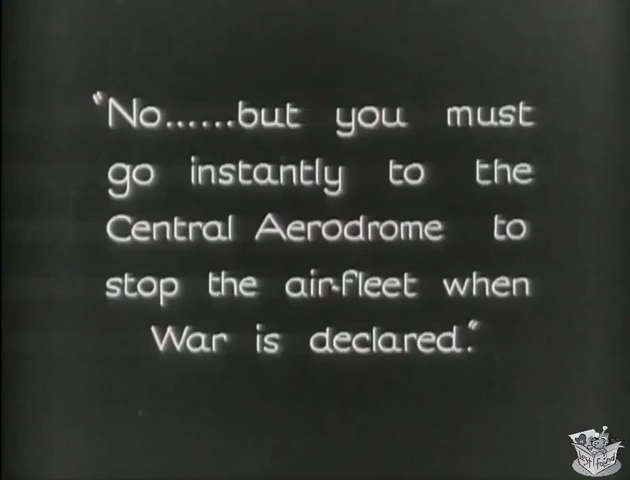 "No......but you must
go instantly to the
Central Aerodrome to
stop the air-fleet when
War is declared."